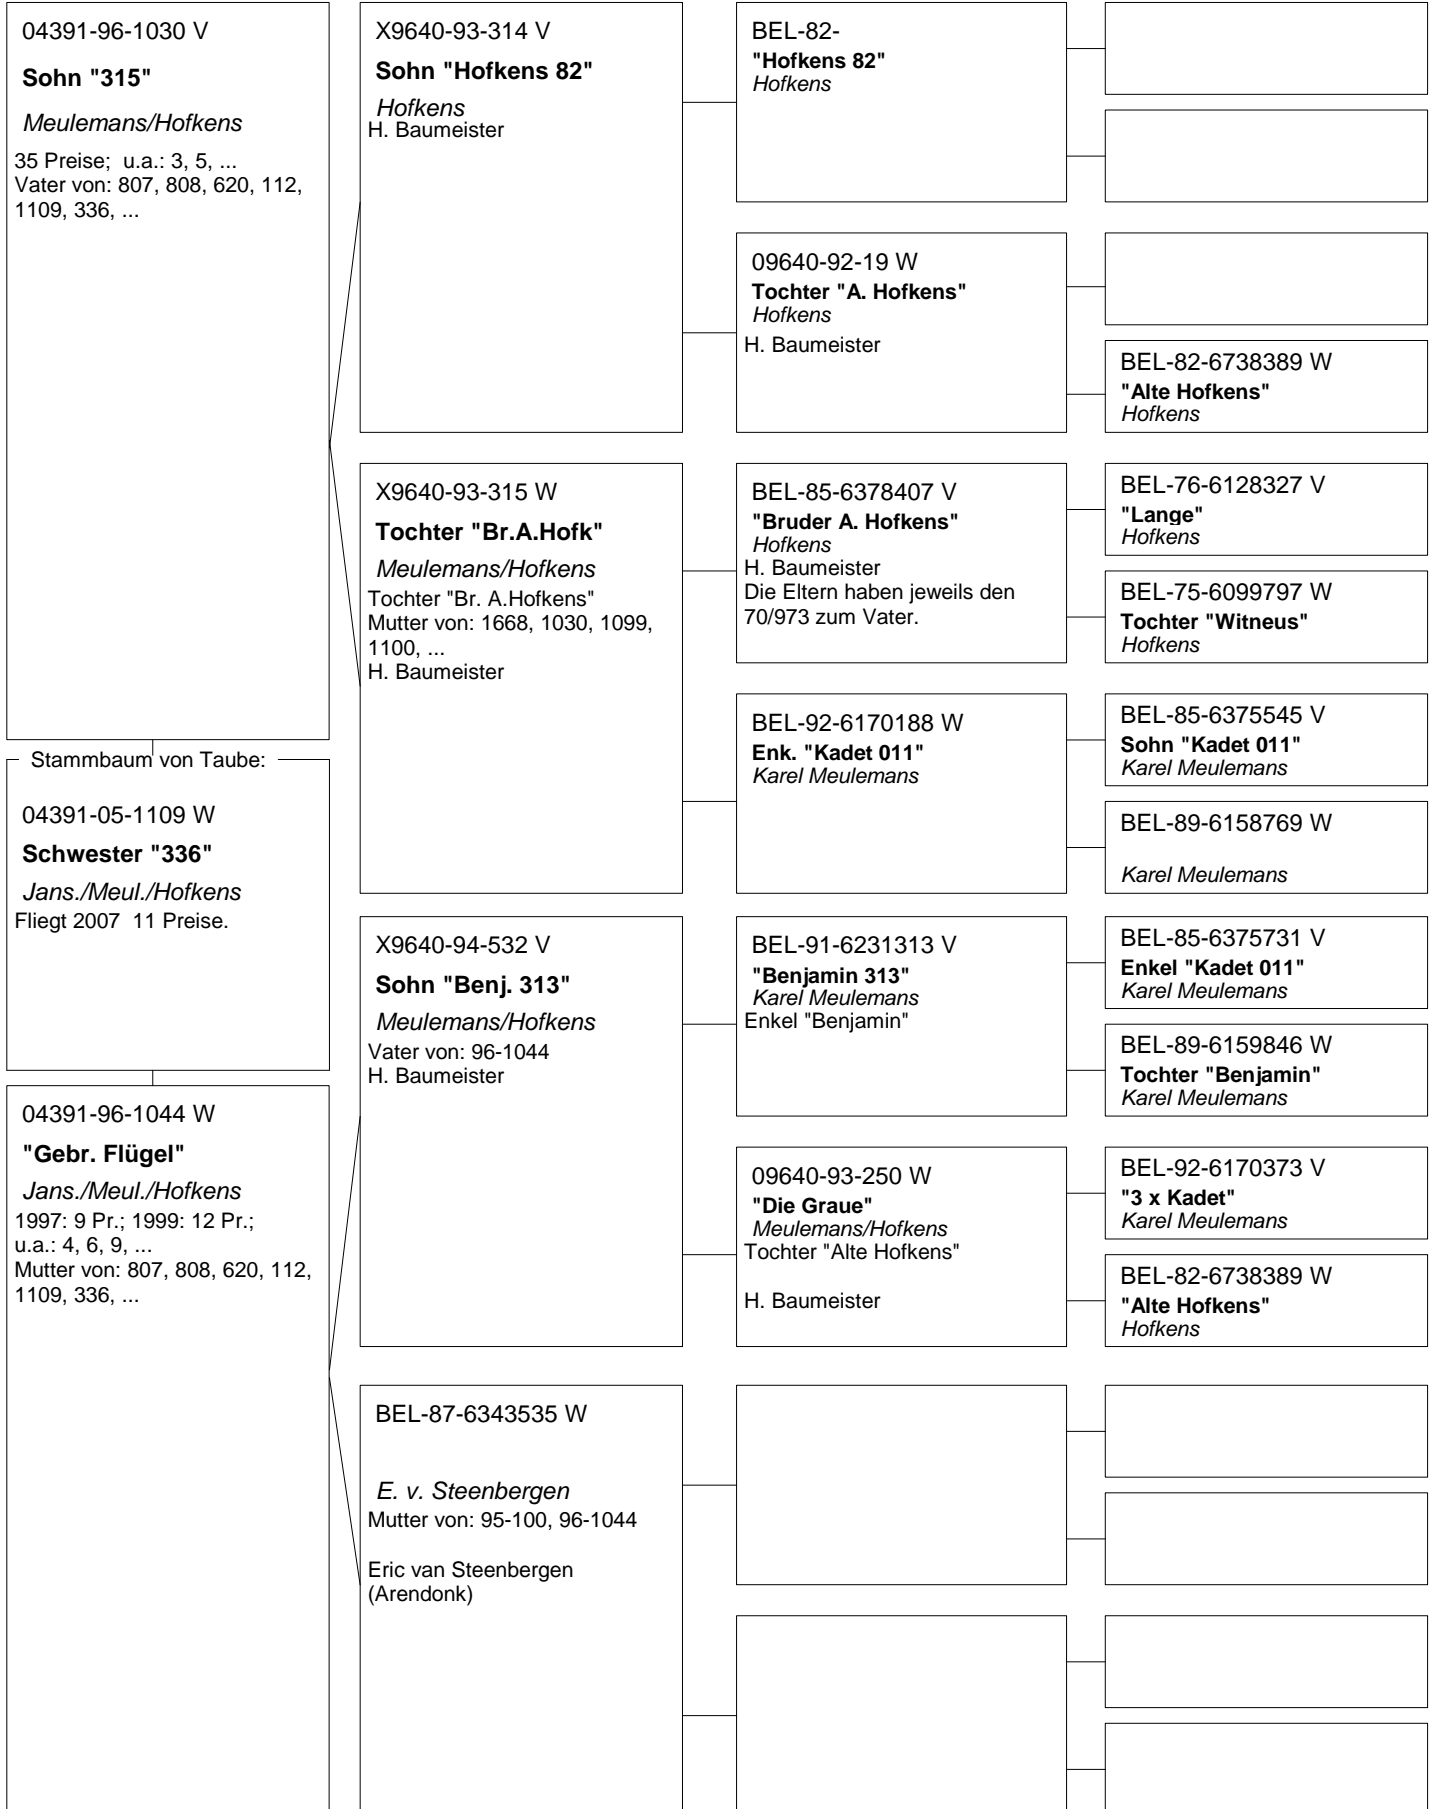 04391-96-1030 V
Sohn "315"
Meulemans/Hofkens
35 Preise;  u.a.: 3, 5, ...
Vater von: 807, 808, 620, 112,
1109, 336, ...
Stammbaum von Taube:
04391-05-1109 W
Schwester "336"
Jans./Meul./Hofkens
Fliegt 2007  11 Preise.
04391-96-1044 W
"Gebr. Flügel"
Jans./Meul./Hofkens
1997: 9 Pr.; 1999: 12 Pr.;
u.a.: 4, 6, 9, ...
Mutter von: 807, 808, 620, 112,
1109, 336, ...
X9640-93-314 V
Sohn "Hofkens 82"
Hofkens
H. Baumeister
X9640-93-315 W
Tochter "Br.A.Hofk"
Meulemans/Hofkens
Tochter "Br. A.Hofkens"
Mutter von: 1668, 1030, 1099,
1100, ...
H. Baumeister
X9640-94-532 V
Sohn "Benj. 313"
Meulemans/Hofkens
Vater von: 96-1044
H. Baumeister
BEL-87-6343535 W
E. v. Steenbergen
Mutter von: 95-100, 96-1044
Eric van Steenbergen
(Arendonk)
BEL-82-
"Hofkens 82"
Hofkens
09640-92-19 W
Tochter "A. Hofkens"
Hofkens
H. Baumeister
BEL-85-6378407 V
"Bruder A. Hofkens"
Hofkens
H. Baumeister
Die Eltern haben jeweils den
70/973 zum Vater.
BEL-92-6170188 W
Enk. "Kadet 011"
Karel Meulemans
BEL-91-6231313 V
"Benjamin 313"
Karel Meulemans
Enkel "Benjamin"
09640-93-250 W
"Die Graue"
Meulemans/Hofkens
Tochter "Alte Hofkens"
H. Baumeister
BEL-82-6738389 W
"Alte Hofkens"
Hofkens
BEL-76-6128327 V
"Lange"
Hofkens
BEL-75-6099797 W
Tochter "Witneus"
Hofkens
BEL-85-6375545 V
Sohn "Kadet 011"
Karel Meulemans
BEL-89-6158769 W
Karel Meulemans
BEL-85-6375731 V
Enkel "Kadet 011"
Karel Meulemans
BEL-89-6159846 W
Tochter "Benjamin"
Karel Meulemans
BEL-92-6170373 V
"3 x Kadet"
Karel Meulemans
BEL-82-6738389 W
"Alte Hofkens"
Hofkens